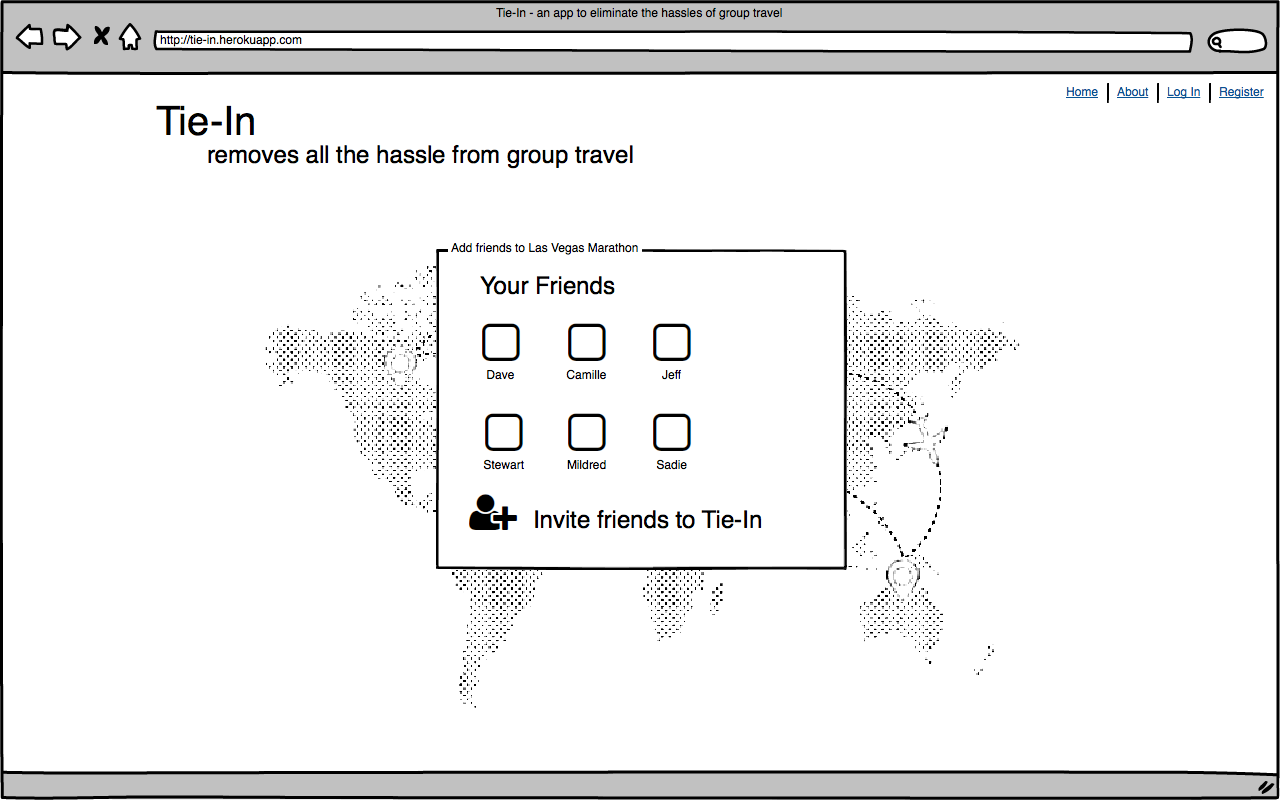 Tie-In - an app to eliminate the hassles of group travel
http://tie-in.herokuapp.com
Home About Log In Register
Tie-In
removes all the hassle from group travel
Add friends to Las Vegas Marathon
Your Friends
Dave Camille Jeff
Stewart Mildred Sadie
Invite friends to Tie-In